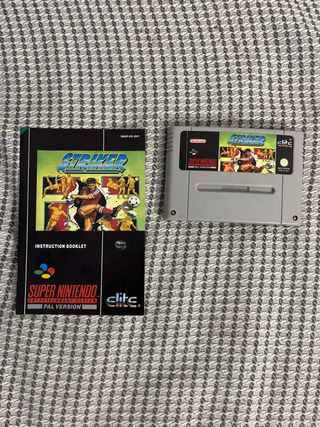 STRIKER
INSTRUCTION BOOKLET
SUPER NINTENDO
ENTERTAINMENT SYSTEM
PAL VERSION
elite
Nintendo
STRIKER
elite
SUPER NINTENDO